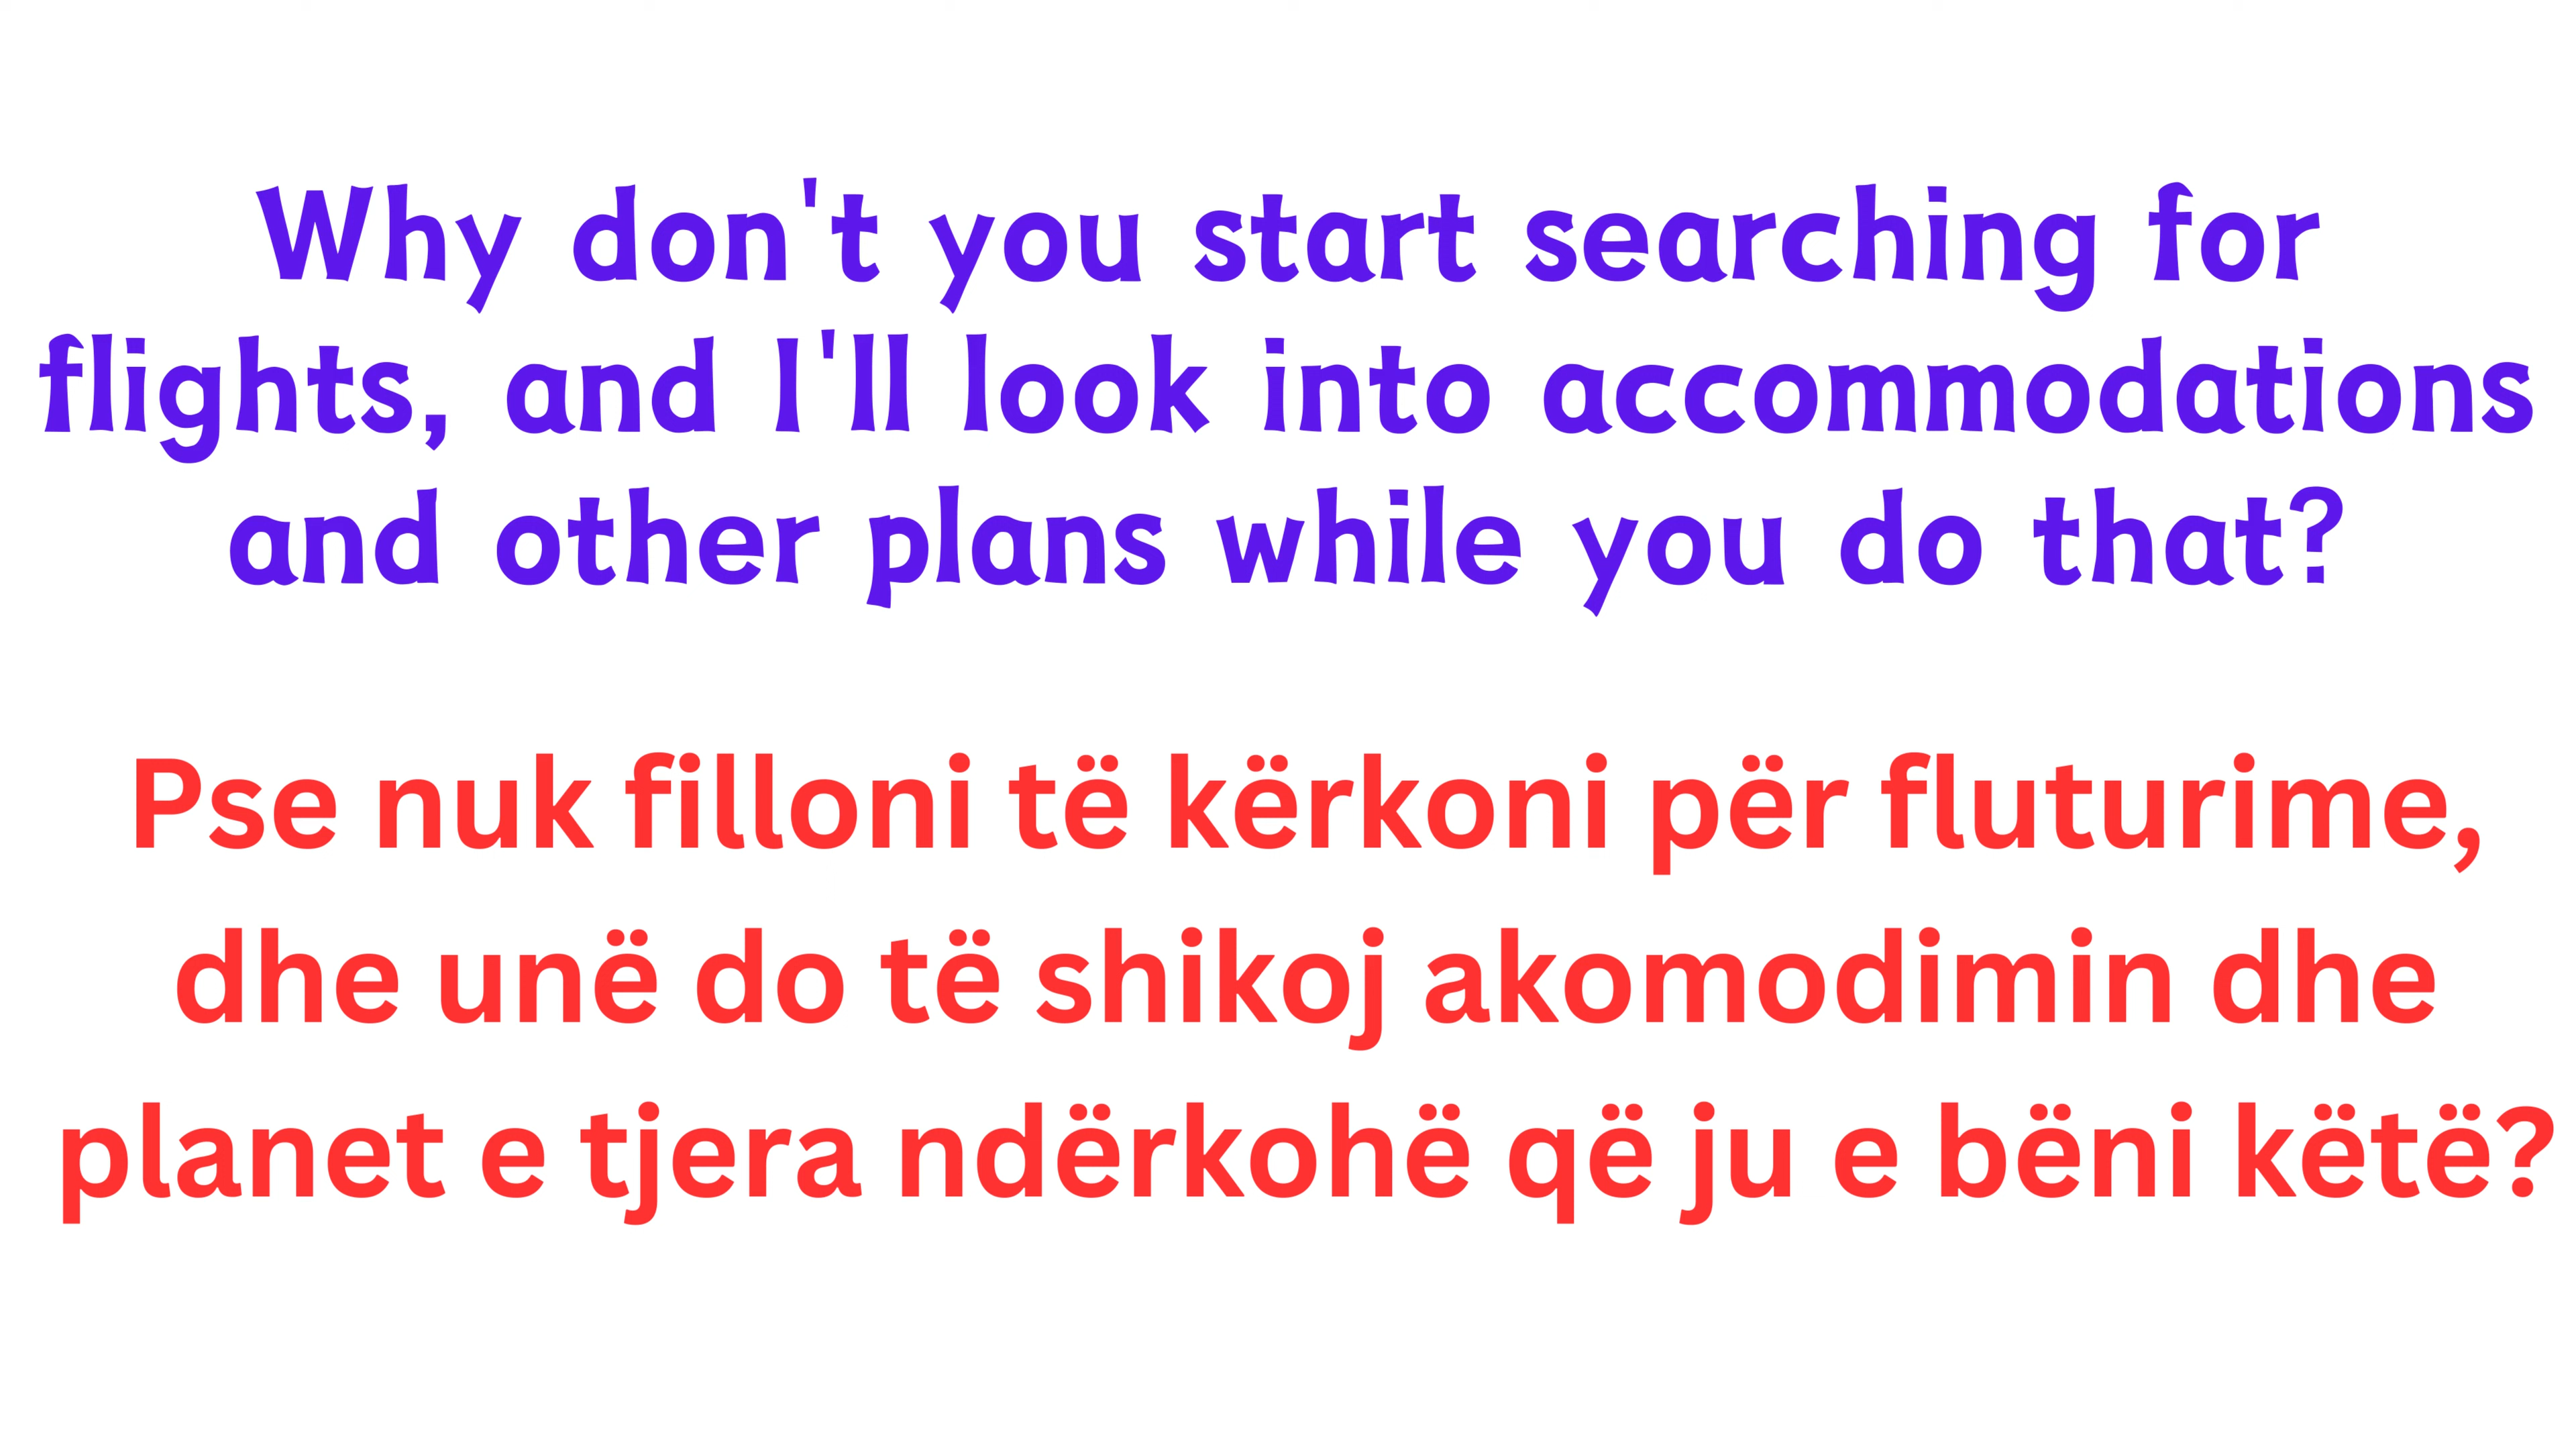 Why don't you start searching for
flights, and I'll look into accommodations
and other plans while you do that?
Pse nuk filloni të kërkoni për fluturime,
dhe unë do të shikoj akomodimin dhe
planet e tjera ndërkohë që ju e bëni këtë?